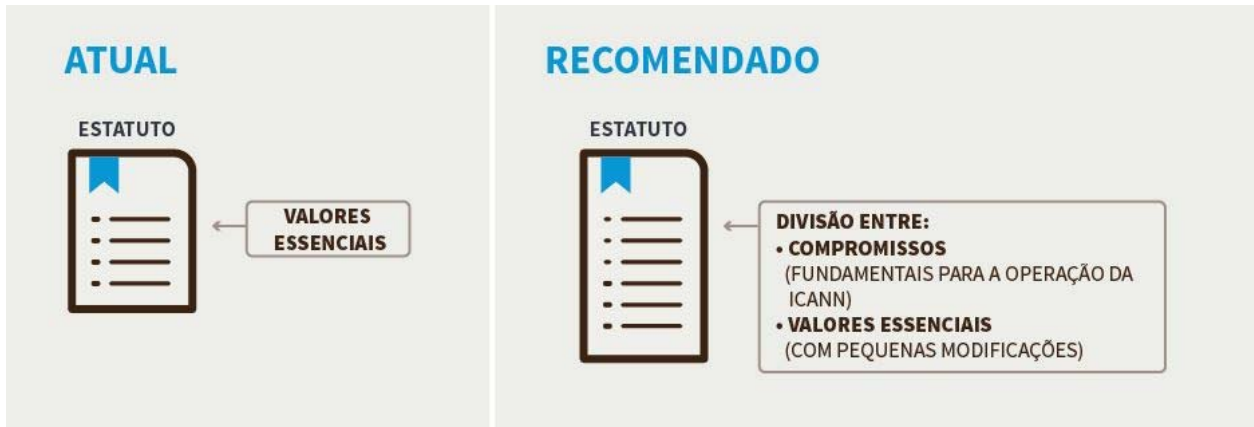 ATUAL
ESTATUTO
VALORES
ESSENCIAIS
RECOMENDADO
ESTATUTO
DIVISÃO ENTRE:
• COMPROMISSOS
(FUNDAMENTAIS PARA A OPERAÇÃO DA
ICANN)
• VALORES ESSENCIAIS
(COM PEQUENAS MODIFICAÇÕES)